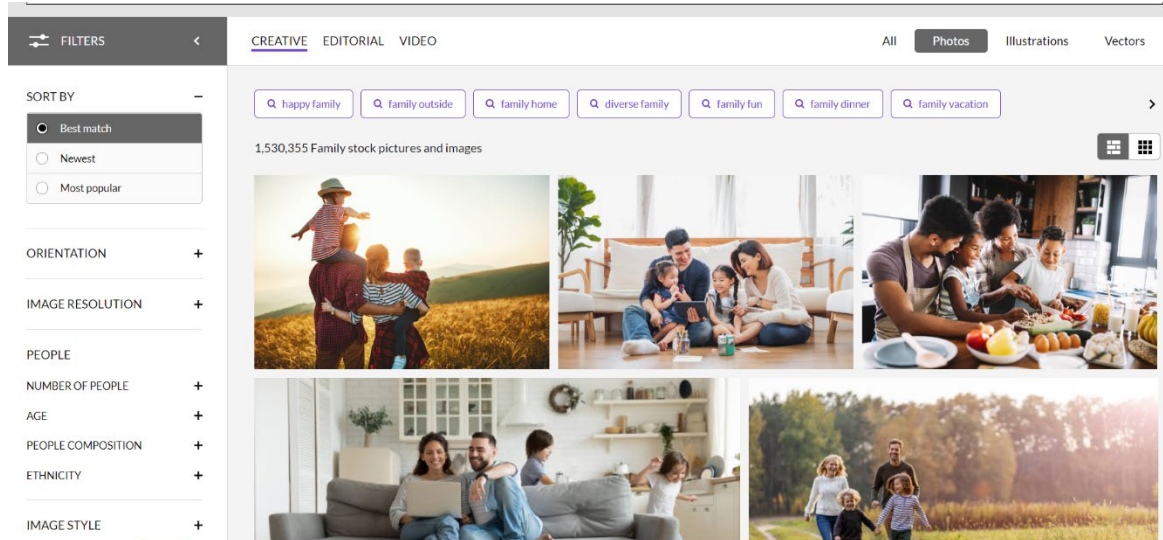 FILTERS
CREATIVE EDITORIAL VIDEO
All Photos Illustrations Vectors
SORT BY
Best match
Newest
Most popular
ORIENTATION
IMAGE RESOLUTION
PEOPLE
NUMBER OF PEOPLE
AGE
PEOPLE COMPOSITION
ETHNICITY
IMAGE STYLE
happy family family outside family home diverse family family fun family dinner family vacation
1,530,355 Family stock pictures and images